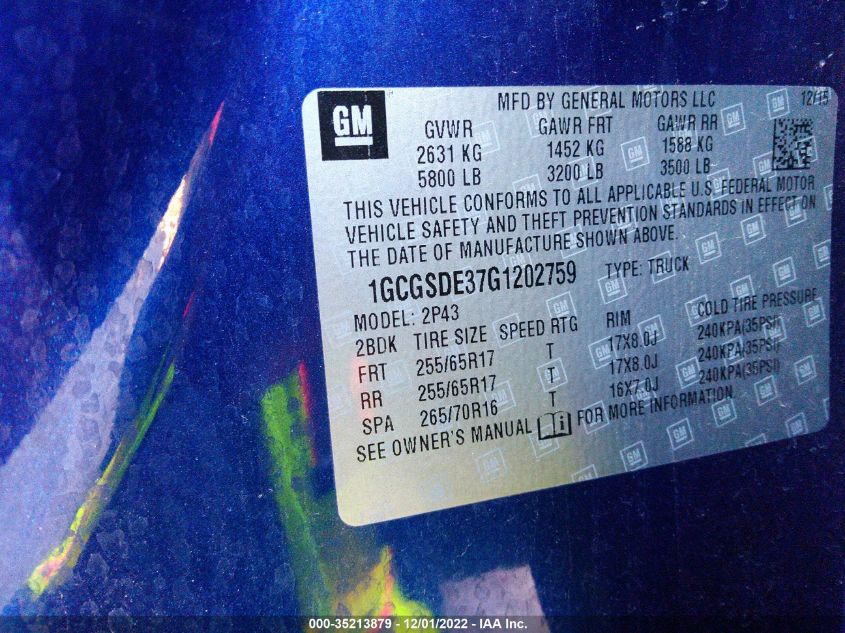 GM
MFD BY GENERAL MOTORS LLC
12/15
GVWR GAWR FRT GAWR RR
2631 KG 1452 KG 1588 KG
5800 LB 3200 LB 3500 LB
THIS VEHICLE CONFORMS TO ALL APPLICABLE U.S. FEDERAL MOTOR
VEHICLE SAFETY AND THEFT PREVENTION STANDARDS IN EFFECT ON
THE DATE OF MANUFACTURE SHOWN ABOVE.
1GCGSDE37G1202759 TYPE: TRUCK
MODEL: 2P43
2BDK TIRE SIZE SPEED RTG RIM COLD TIRE PRESSURE
FRT 255/65R17 T 17X8.0J 240KPA(35PSI)
RR 255/65R17 T 17X8.0J 240KPA(35PSI)
SPA 265/70R16 T 16X7.0J 240KPA(35PSI)
SEE OWNER'S MANUAL i FOR MORE INFORMATION
000-35213879 - 12/01/2022 - IAA Inc.